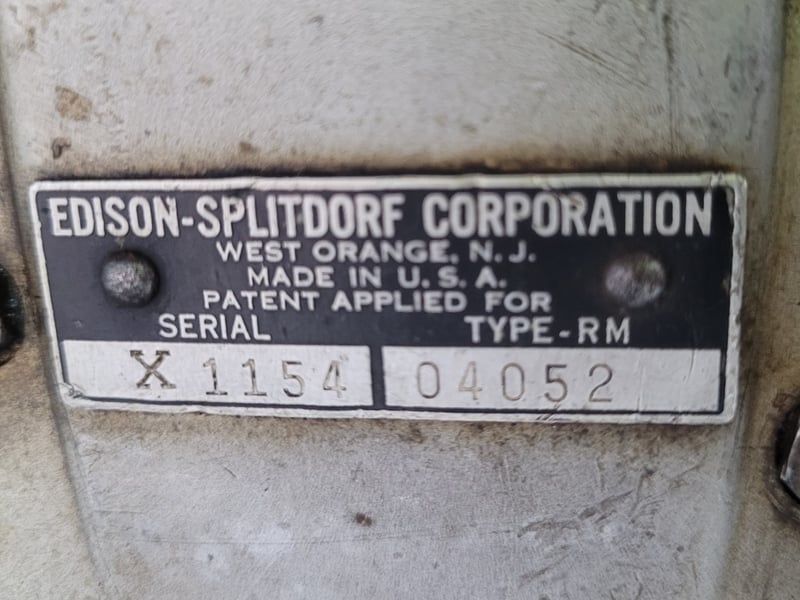 EDISON-SPLITDORF CORPORATION
WEST ORANGE, N. J.
MADE IN U. S. A.
PATENT APPLIED FOR
SERIAL TYPE-RM
X 1154 04052